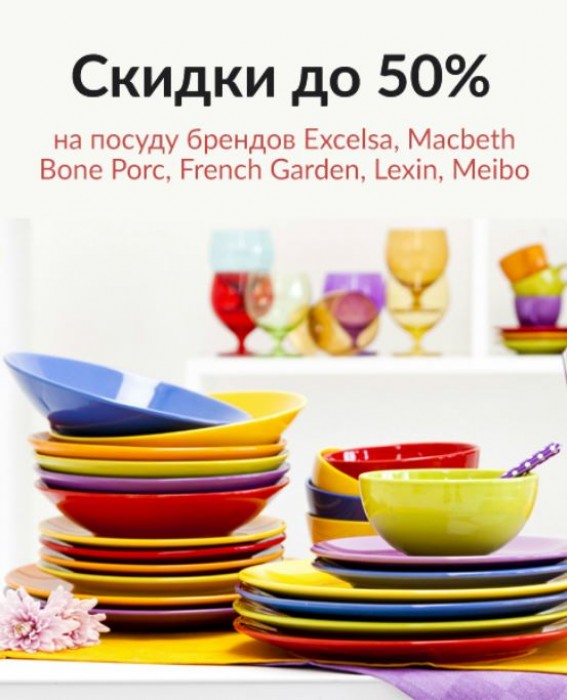 Скидки до 50%
на посуду брендов Excelsa, Macbeth
Bone Porc, French Garden, Lexin, Meibo